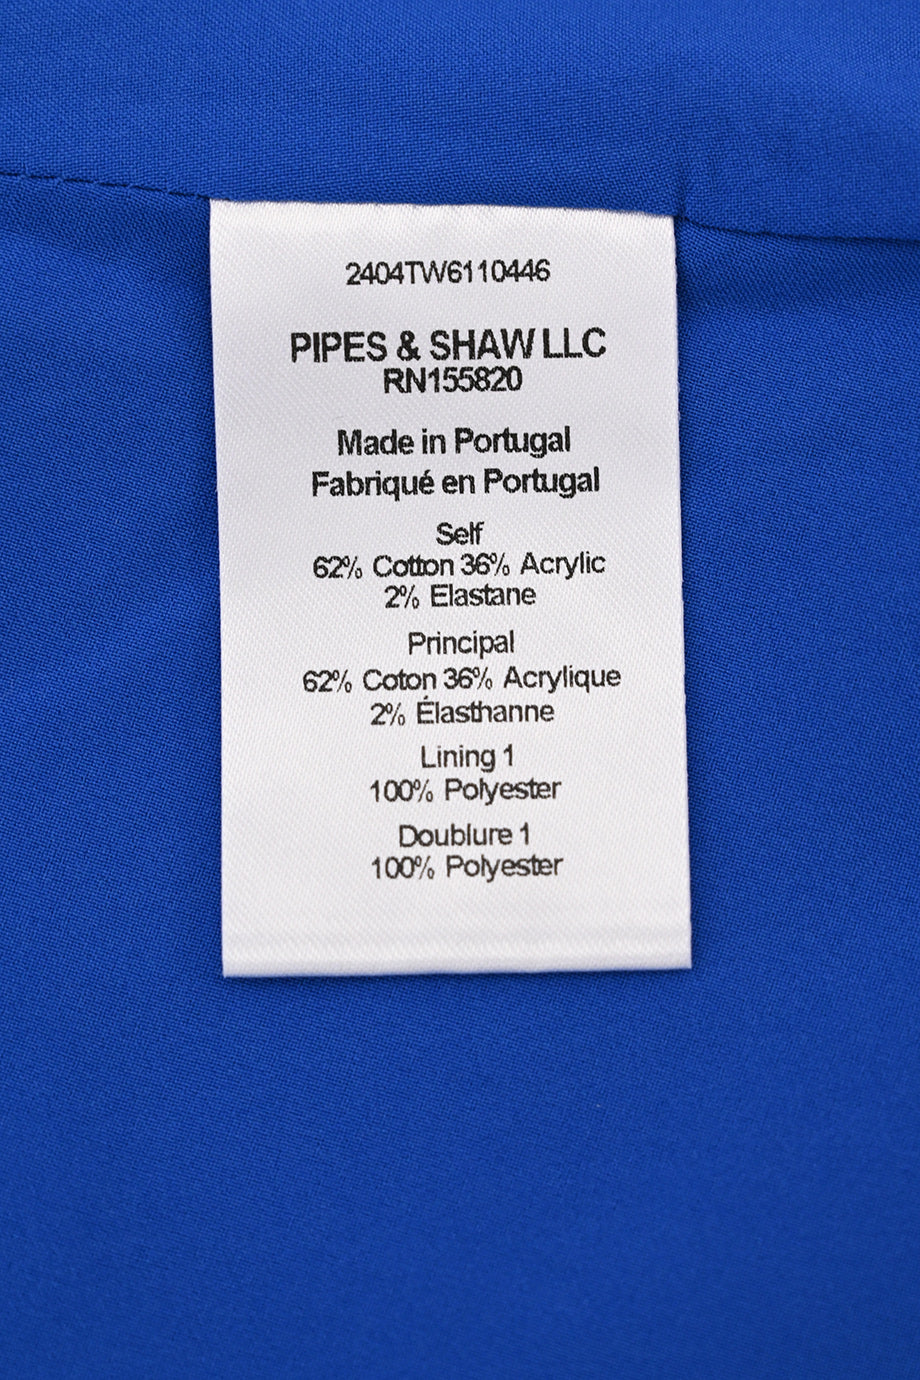 2404TW6110446
PIPES & SHAW LLC
RN155820
Made in Portugal
Fabriqué en Portugal
Self
62% Cotton 36% Acrylic
2% Elastane
Principal
62% Coton 36% Acrylique
2% Élasthanne
Lining 1
100% Polyester
Doublure 1
100% Polyester